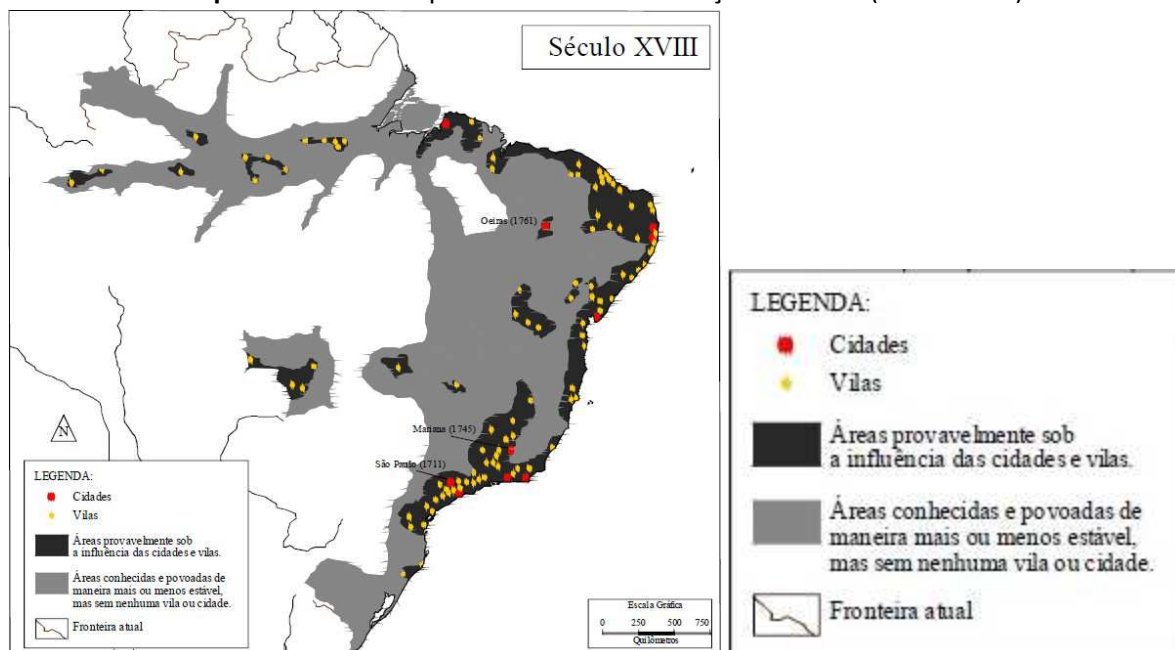 Século XVIII
Oeiras (1761)
Mariana (1745)
São Paulo (1711)
N
LEGENDA:
Cidades
Vilas
Áreas provavelmente sob
a influência das cidades e vilas.
Áreas conhecidas e povoadas de
maneira mais ou menos estável,
mas sem nenhuma vila ou cidade.
Fronteira atual
Escala Gráfica
0 250 500 750
Quilômetros
LEGENDA:
Cidades
Vilas
Áreas provavelmente sob
a influência das cidades e vilas.
Áreas conhecidas e povoadas de
maneira mais ou menos estável,
mas sem nenhuma vila ou cidade.
Fronteira atual